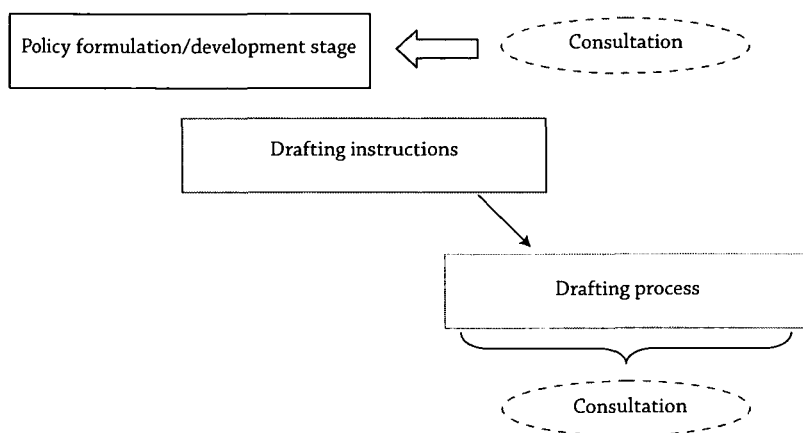 Policy formulation/development stage
Consultation
Drafting instructions
Drafting process
Consultation